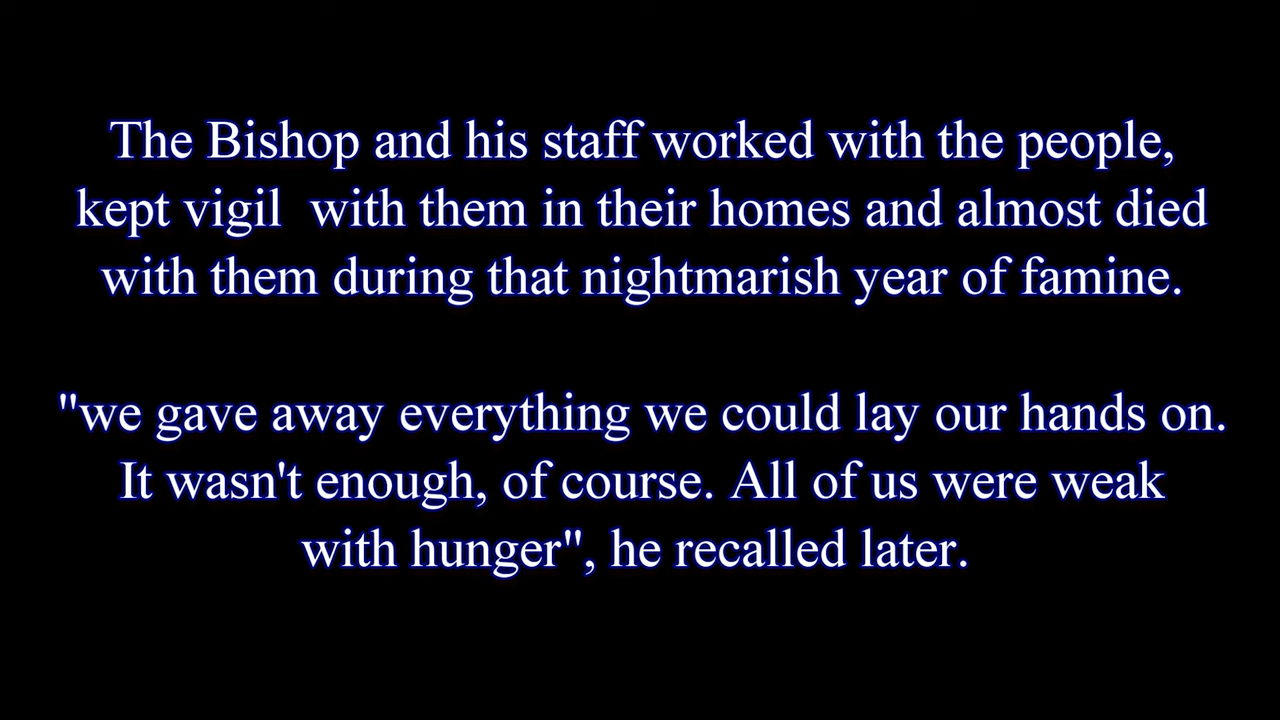 The Bishop and his staff worked with the people,
kept vigil  with them in their homes and almost died
with them during that nightmarish year of famine.
"we gave away everything we could lay our hands on.
It wasn't enough, of course. All of us were weak
with hunger", he recalled later.